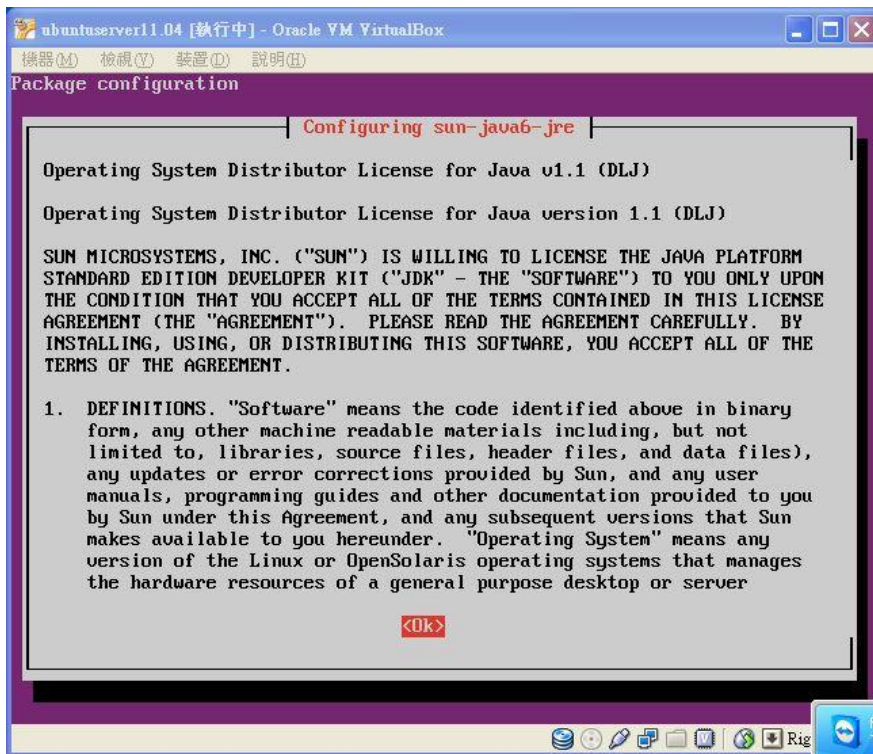 ubuntuserver11.04 [執行中] - Oracle VM VirtualBox
機器(M) 檢視(V) 裝置(D) 說明(H)
Package configuration
Configuring sun-java6-jre
Operating System Distributor License for Java v1.1 (DLJ)
Operating System Distributor License for Java version 1.1 (DLJ)
SUN MICROSYSTEMS, INC. ("SUN") IS WILLING TO LICENSE THE JAVA PLATFORM
STANDARD EDITION DEVELOPER KIT ("JDK" - THE "SOFTWARE") TO YOU ONLY UPON
THE CONDITION THAT YOU ACCEPT ALL OF THE TERMS CONTAINED IN THIS LICENSE
AGREEMENT (THE "AGREEMENT").  PLEASE READ THE AGREEMENT CAREFULLY.  BY
INSTALLING, USING, OR DISTRIBUTING THIS SOFTWARE, YOU ACCEPT ALL OF THE
TERMS OF THE AGREEMENT.
1.  DEFINITIONS. "Software" means the code identified above in binary
form, any other machine readable materials including, but not
limited to, libraries, source files, header files, and data files),
any updates or error corrections provided by Sun, and any user
manuals, programming guides and other documentation provided to you
by Sun under this Agreement, and any subsequent versions that Sun
makes available to you hereunder.  "Operating System" means any
version of the Linux or OpenSolaris operating systems that manages
the hardware resources of a general purpose desktop or server
<Ok>
Rig